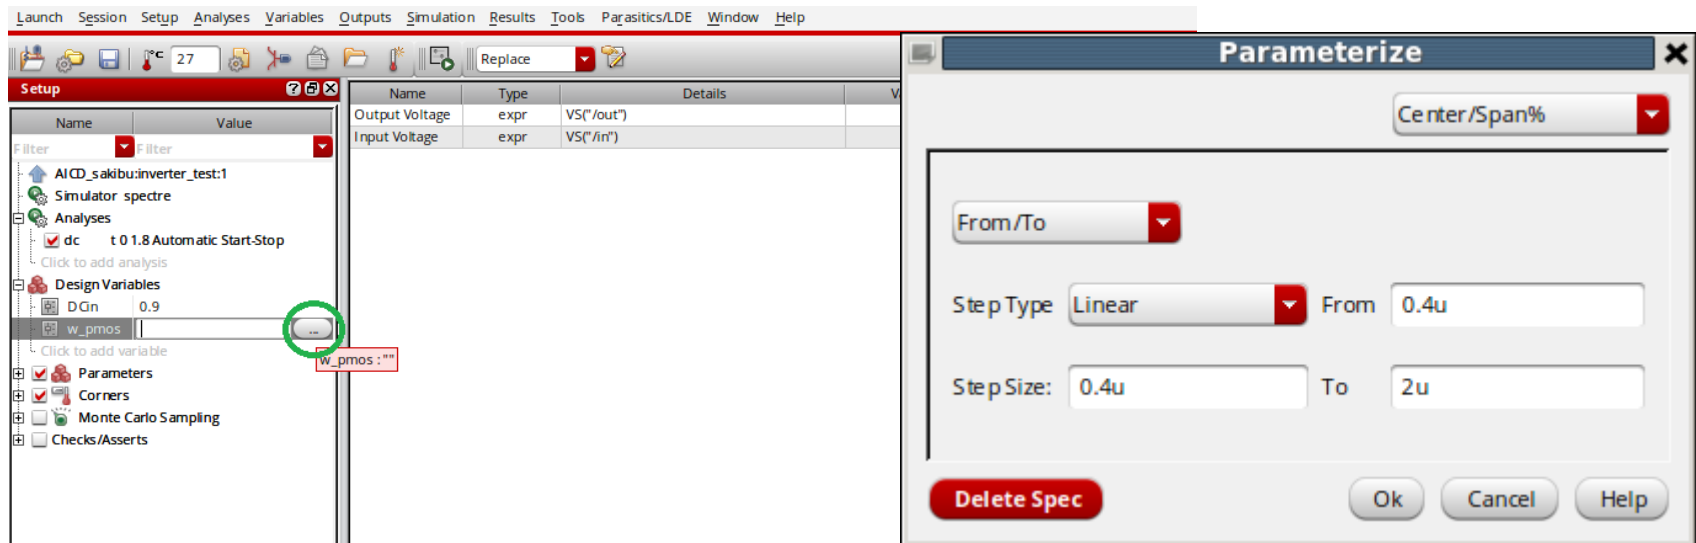 Launch Session Setup Analyses Variables Outputs Simulation Results Tools Parasitics/LDE Window Help
°C 27 Replace
Setup
Name Value
Filter Filter
AICD_sakibu:inverter_test:1
Simulator spectre
Analyses
dc t 0 1.8 Automatic Start-Stop
Click to add analysis
Design Variables
DCin 0.9
w_pmos ...
Click to add variable
w_pmos : ""
Parameters
Corners
Monte Carlo Sampling
Checks/Asserts
Name Type Details
Output Voltage expr VS("/out")
Input Voltage expr VS("/in")
Parameterize
Center/Span%
From/To
Step Type Linear From 0.4u
Step Size: 0.4u To 2u
Delete Spec Ok Cancel Help